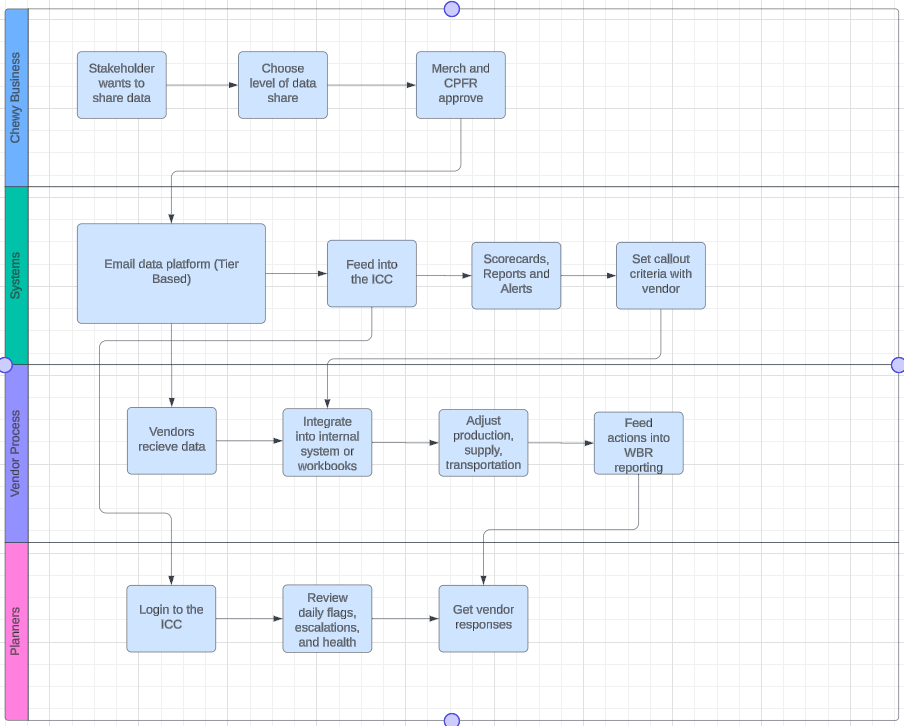 Chewy Business
Stakeholder
wants to
share data
Choose
level of data
share
Merch and
CPFR
approve
Systems
Email data platform (Tier
Based)
Feed into
the ICC
Scorecards,
Reports and
Alerts
Set callout
criteria with
vendor
Vendor Process
Vendors
recieve data
Integrate
into internal
system or
workbooks
Adjust
production,
supply,
transportation
Feed
actions into
WBR
reporting
Planners
Login to the
ICC
Review
daily flags,
escalations,
and health
Get vendor
responses